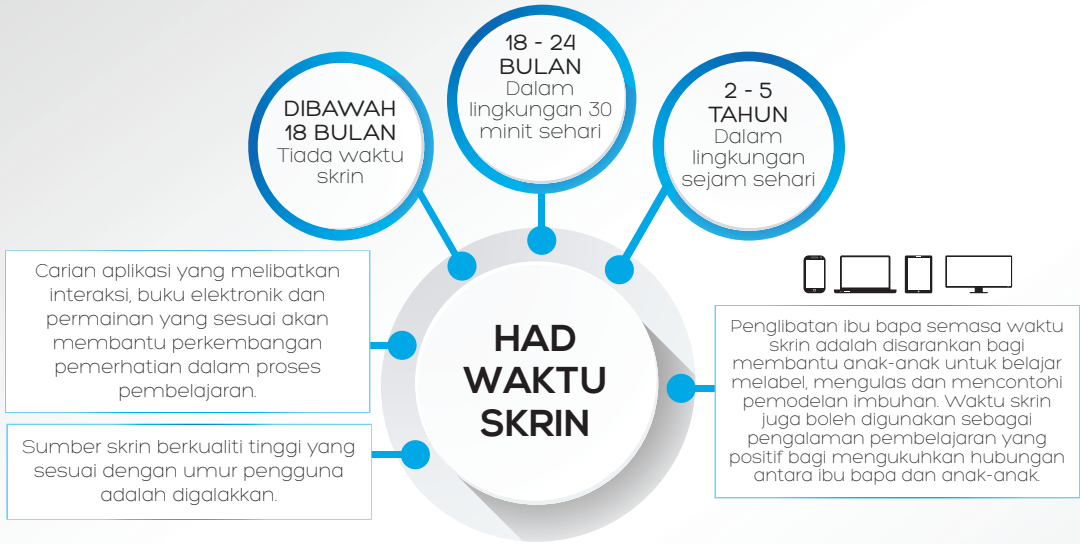 DIBAWAH
18 BULAN
Tiada waktu
skrin
18 - 24
BULAN
Dalam
lingkungan 30
minit sehari
2 - 5
TAHUN
Dalam
lingkungan
sejam sehari
Carian aplikasi yang melibatkan
interaksi, buku elektronik dan
permainan yang sesuai akan
membantu perkembangan
pemerhatian dalam proses
pembelajaran.
Sumber skrin berkualiti tinggi yang
sesuai dengan umur pengguna
adalah digalakkan.
HAD
WAKTU
SKRIN
Penglibatan ibu bapa semasa waktu
skrin adalah disarankan bagi
membantu anak-anak untuk belajar
melabel, mengulas dan mencontohi
pemodelan imbuhan. Waktu skrin
juga boleh digunakan sebagai
pengalaman pembelajaran yang
positif bagi mengukuhkan hubungan
antara ibu bapa dan anak-anak.